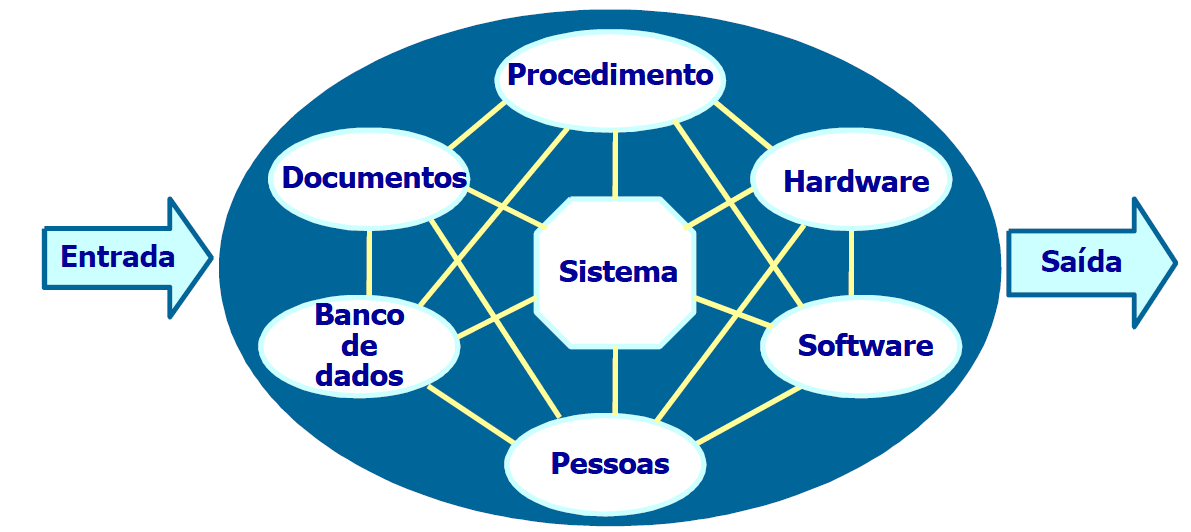 Procedimento
Documentos
Hardware
Entrada
Sistema
Saída
Banco
de
dados
Software
Pessoas